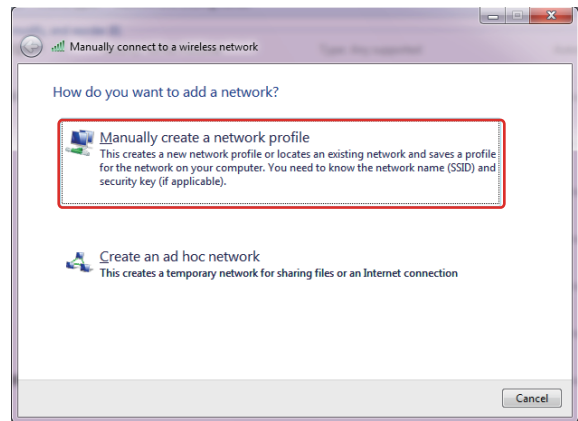 Manually connect to a wireless network
How do you want to add a network?
Manually create a network profile
This creates a new network profile or locates an existing network and saves a profile
for the network on your computer. You need to know the network name (SSID) and
security key (if applicable).
Create an ad hoc network
This creates a temporary network for sharing files or an Internet connection
Cancel